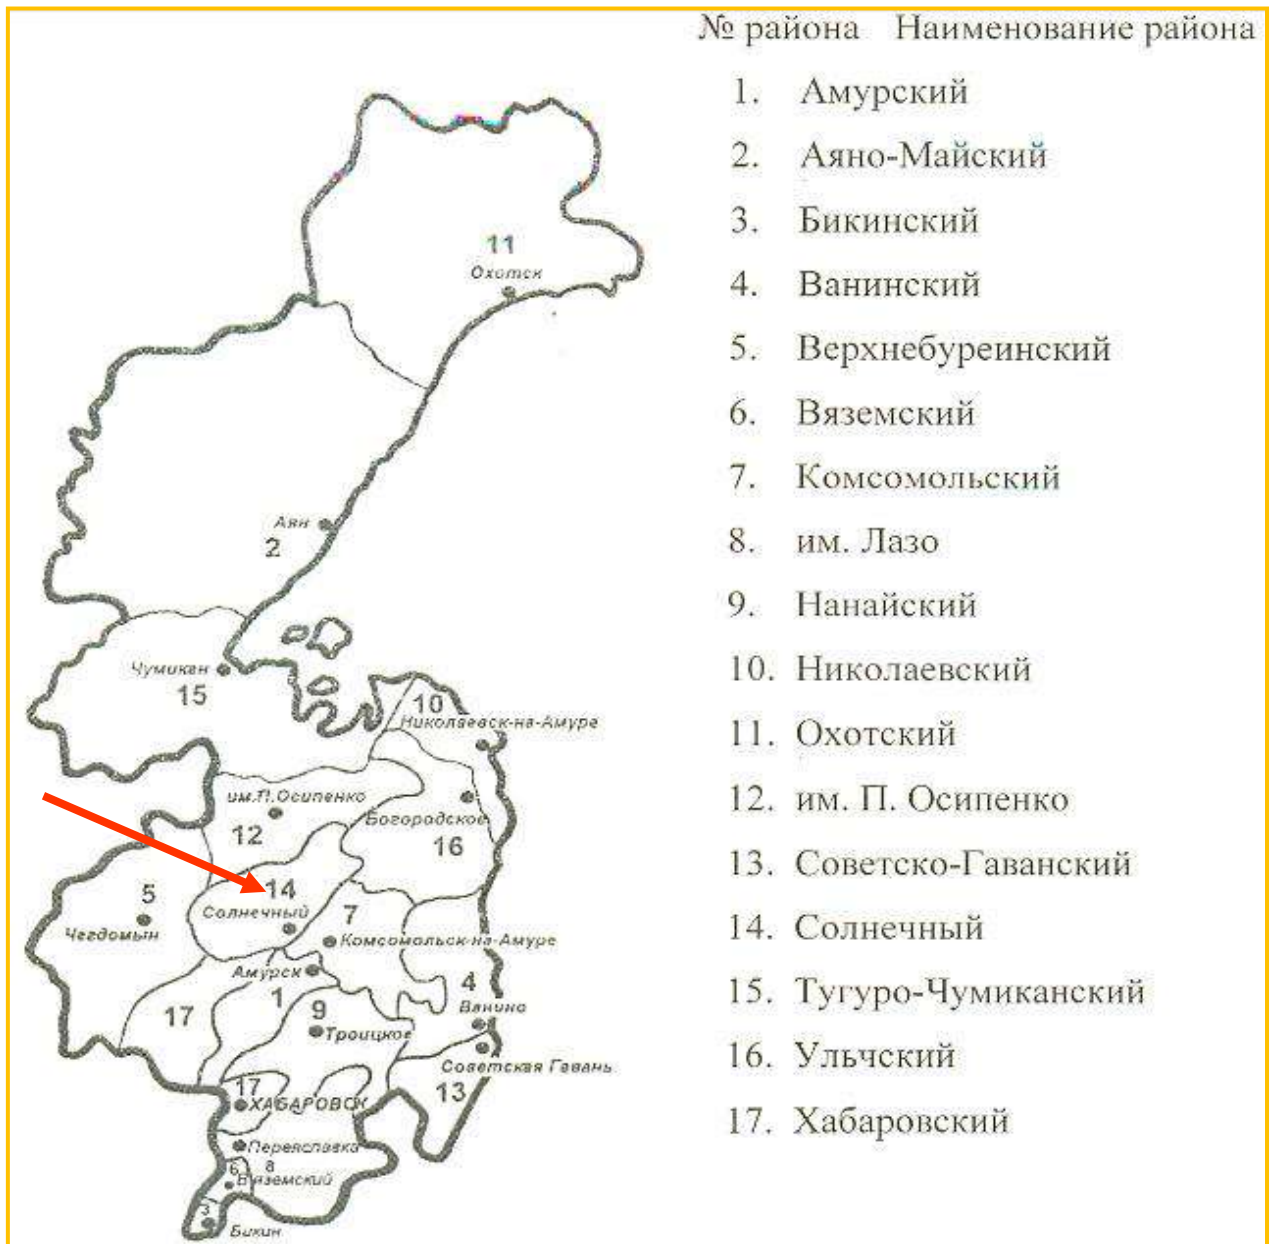 № района Наименование района
1. Амурский
2. Аяно-Майский
3. Бикинский
4. Ванинский
5. Верхнебуреинский
6. Вяземский
7. Комсомольский
8. им. Лазо
9. Нанайский
10. Николаевский
11. Охотский
12. им. П. Осипенко
13. Советско-Гаванский
14. Солнечный
15. Тугуро-Чумиканский
16. Ульчский
17. Хабаровский
11
Охотск
Аян
2
Чумикан
15
10
Николаевск-на-Амуре
им.П.Осипенко
12
Богородское
16
14
Солнечный
5
Чегдомын
7
Комсомольск-на-Амуре
Амурск
1
4
Ванино
17
9
Троицкое
Советская Гавань
13
17
ХАБАРОВСК
Переяславка
6
8
Вяземский
3
Бикин